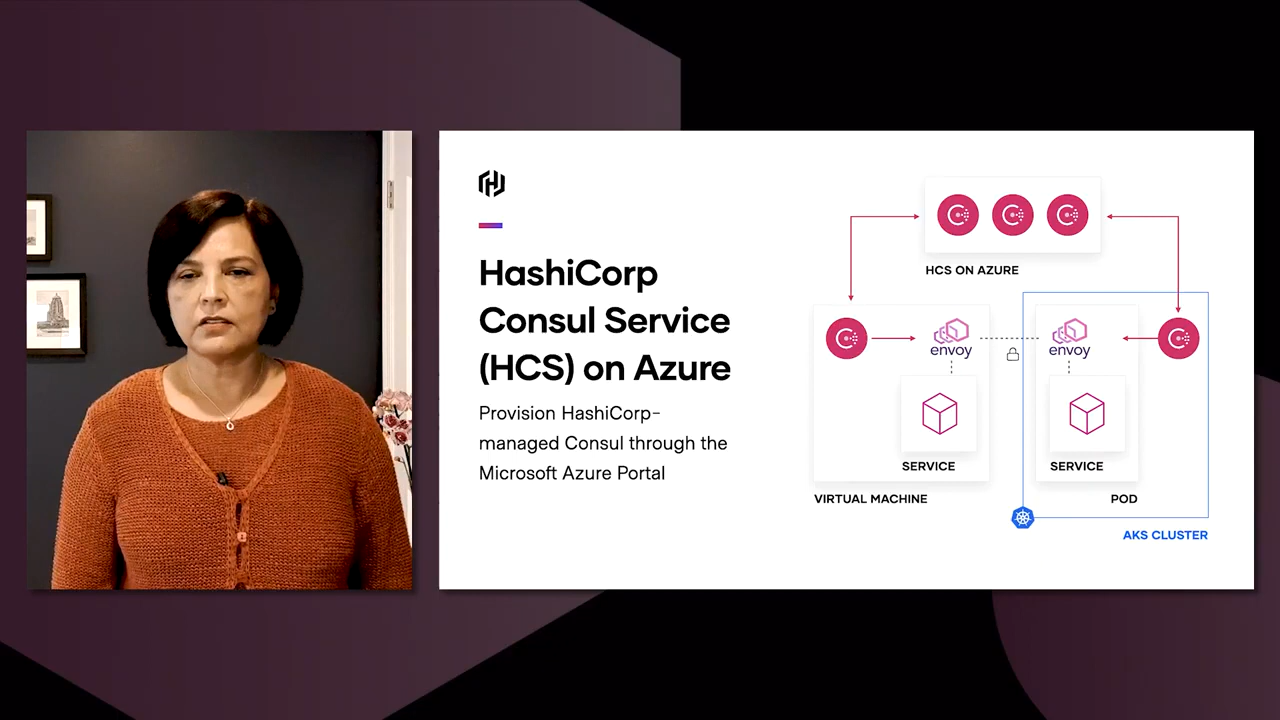 HashiCorp
Consul Service
(HCS) on Azure
Provision HashiCorp-
managed Consul through the
Microsoft Azure Portal
HCS ON AZURE
envoy
envoy
SERVICE
SERVICE
VIRTUAL MACHINE
POD
AKS CLUSTER